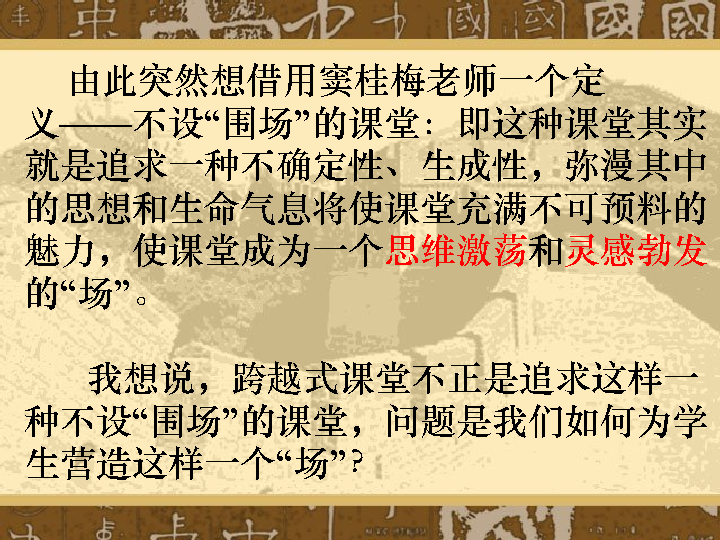 由此突然想借用窦桂梅老师一个定
义——不设“围场”的课堂：即这种课堂其实
就是追求一种不确定性、生成性，弥漫其中
的思想和生命气息将使课堂充满不可预料的
魅力，使课堂成为一个思维激荡和灵感勃发
的“场”。
我想说，跨越式课堂不正是追求这样一
种不设“围场”的课堂，问题是我们如何为学
生营造这样一个“场”？